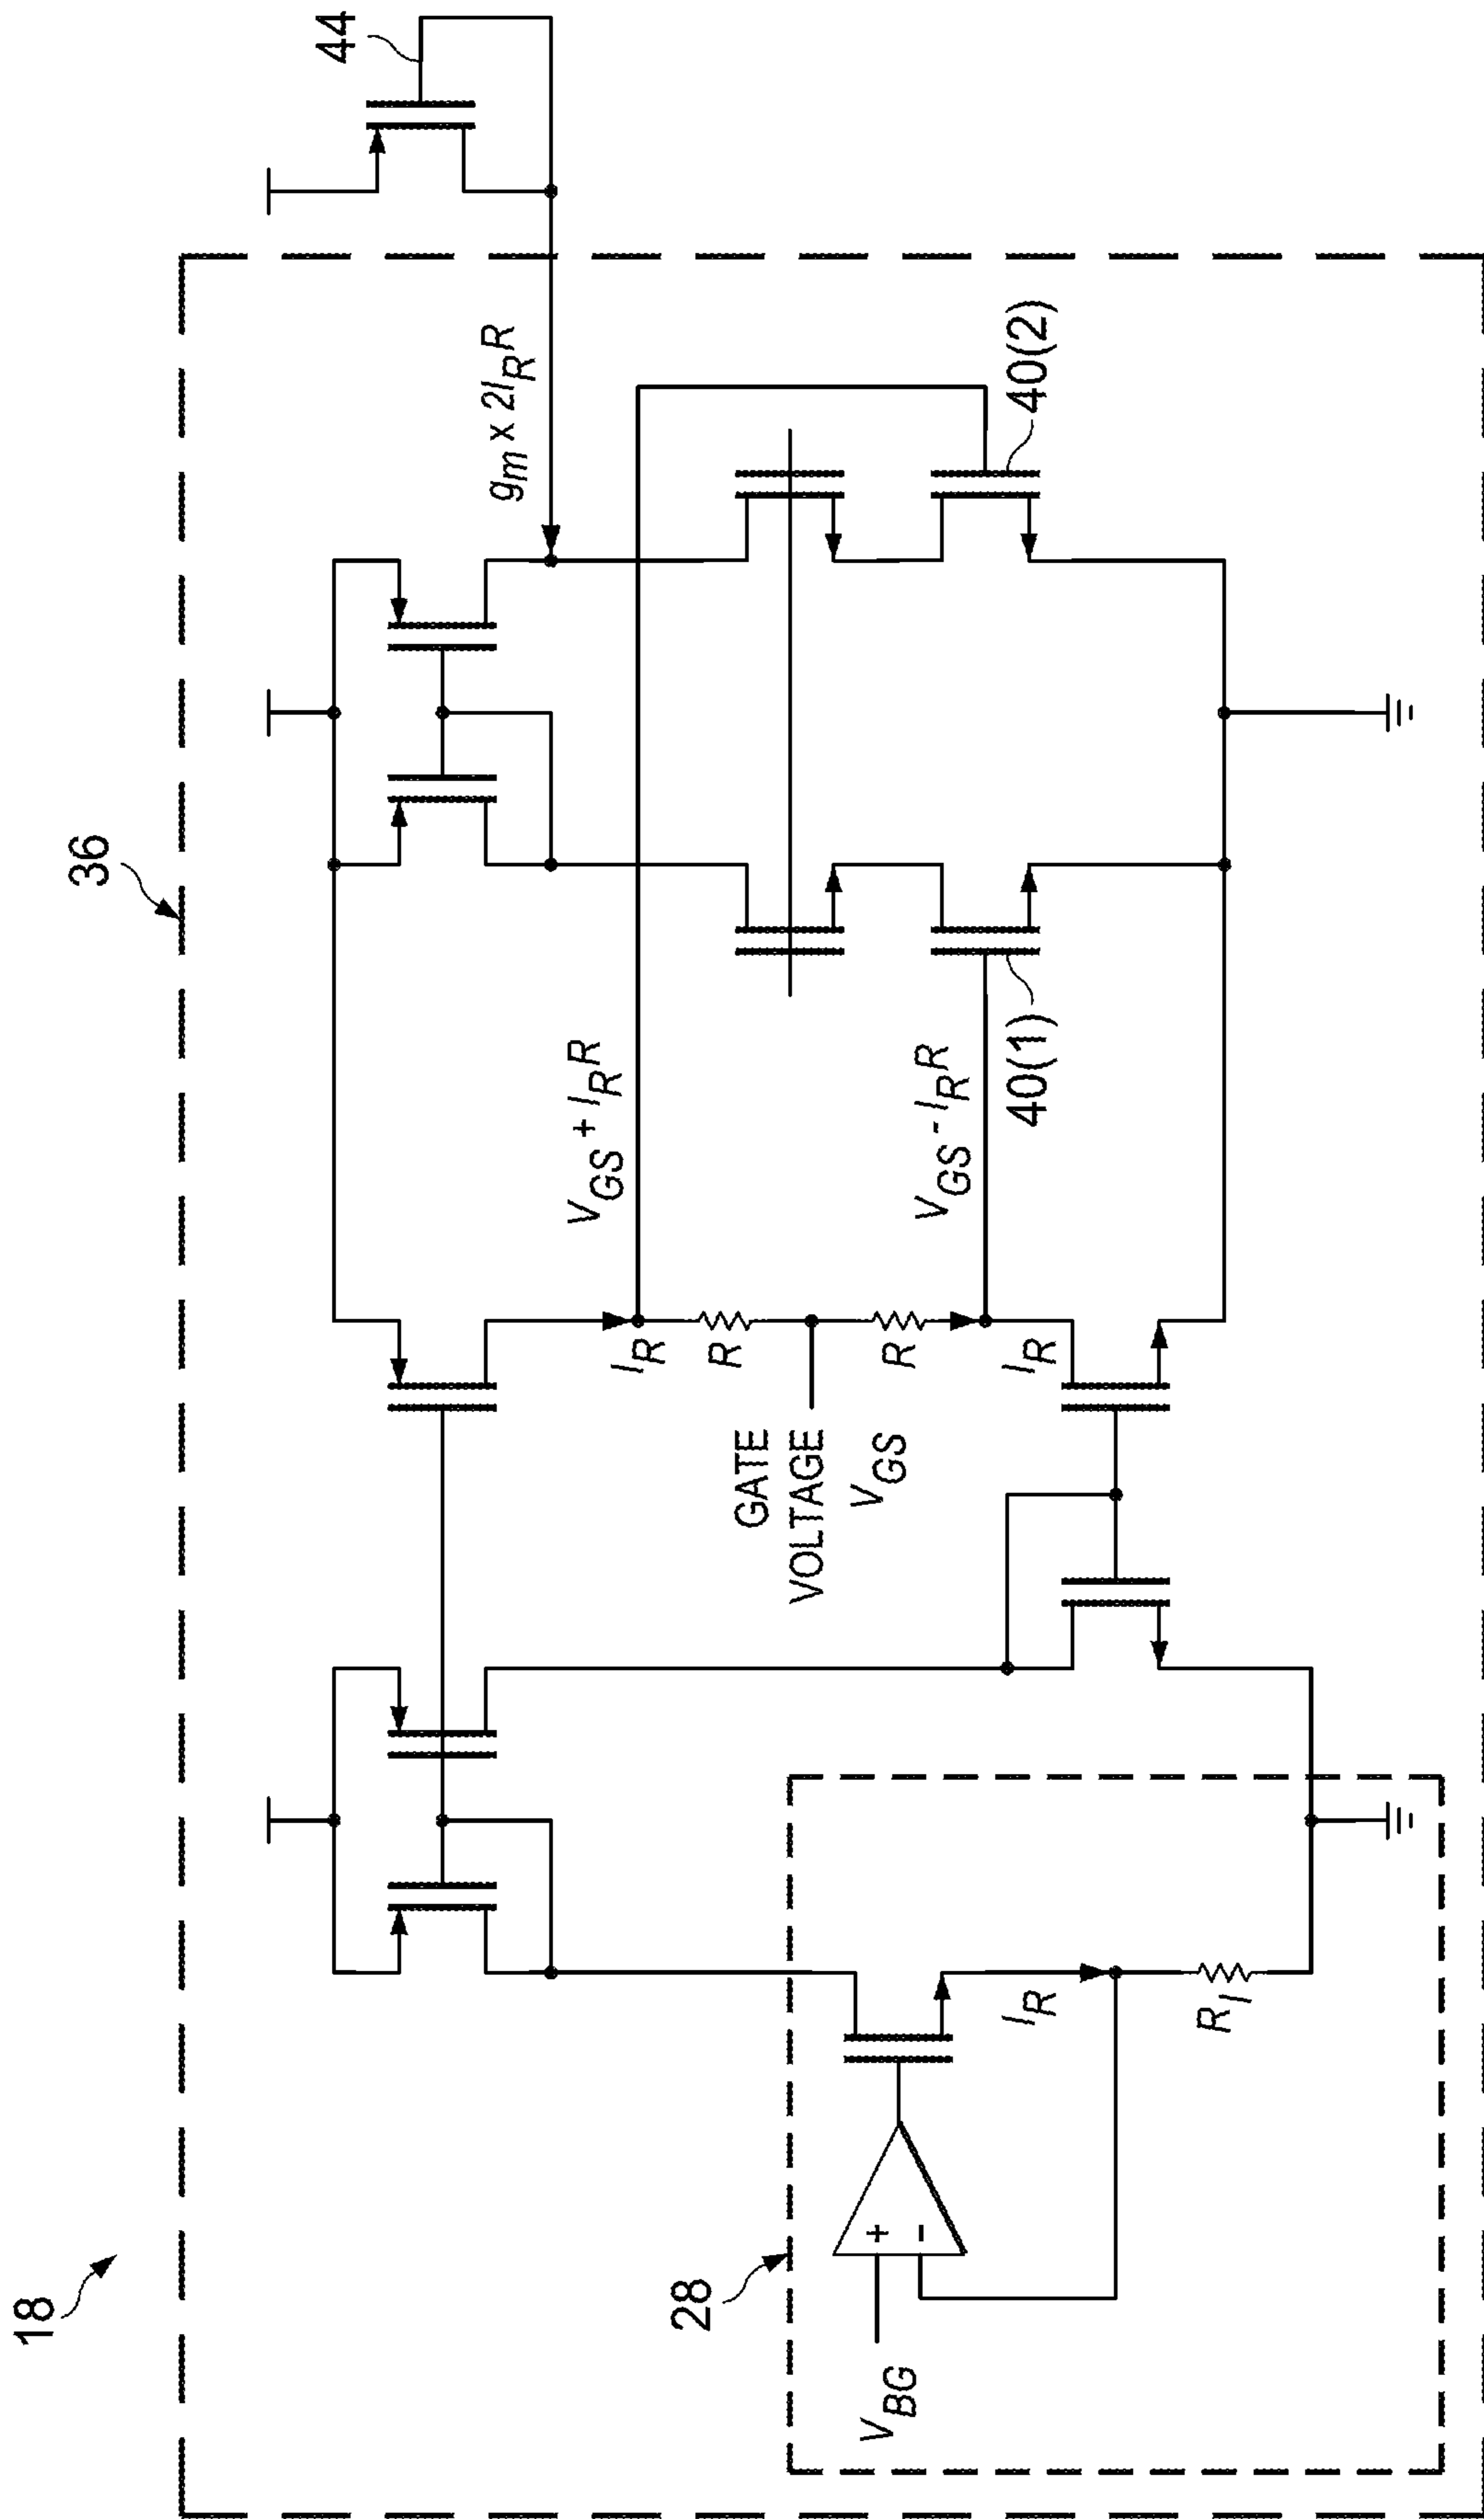 18
36
44
g_m x 2I_R R
V_GS + I_R R
V_GS - I_R R
40(1)
40(2)
I_R
R
R
I_R
GATE
VOLTAGE
V_GS
28
V_BG
+
-
I_R
R_I